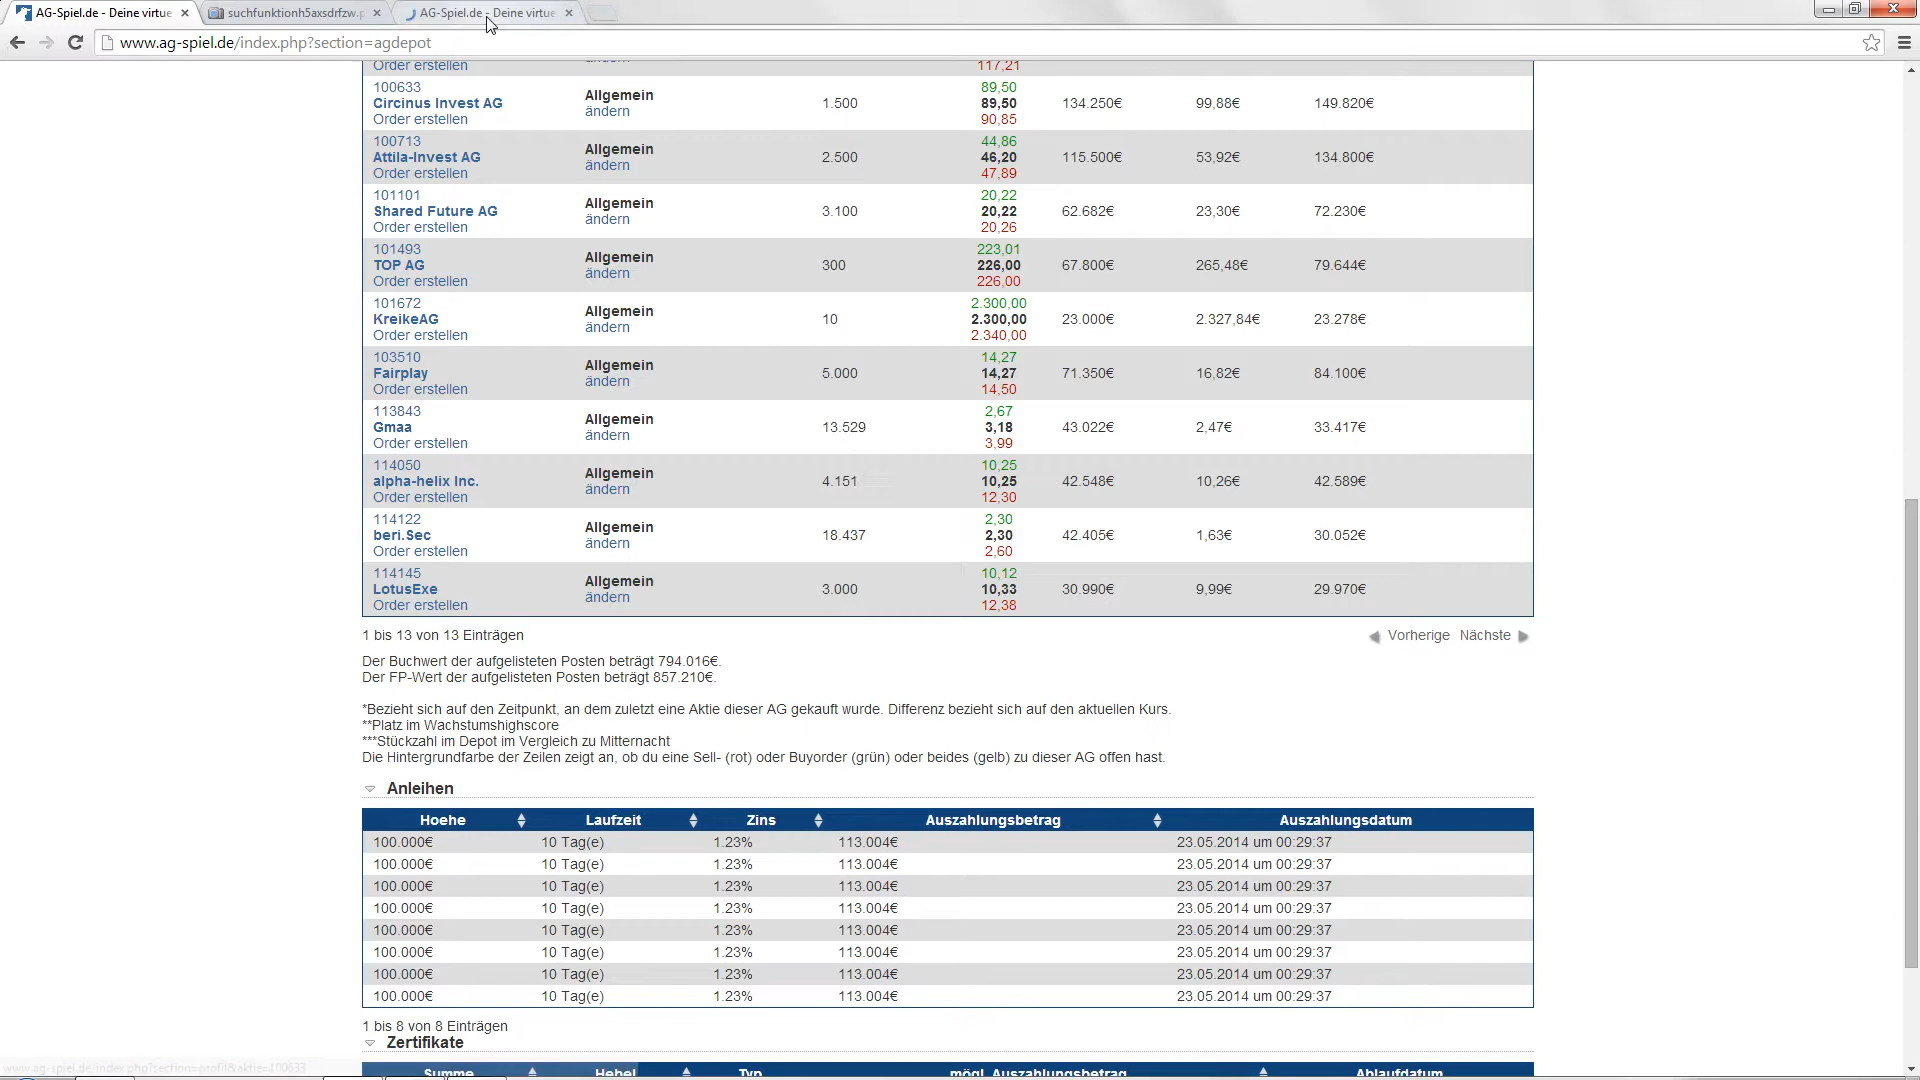 AG-Spiel.de - Deine virtue
suchfunktionh5axsdrfzw.p
AG-Spiel.de - Deine virtue
www.ag-spiel.de/index.php?section=agdepot
Order erstellen 117,21
100633 89,50
Circinus Invest AG Allgemein 1.500 89,50 134.250€ 99,88€ 149.820€
Order erstellen ändern 90,85
100713 44,86
Attila-Invest AG Allgemein 2.500 46,20 115.500€ 53,92€ 134.800€
Order erstellen ändern 47,89
101101 20,22
Shared Future AG Allgemein 3.100 20,22 62.682€ 23,30€ 72.230€
Order erstellen ändern 20,26
101493 223,01
TOP AG Allgemein 300 226,00 67.800€ 265,48€ 79.644€
Order erstellen ändern 226,00
101672 2.300,00
KreikeAG Allgemein 10 2.300,00 23.000€ 2.327,84€ 23.278€
Order erstellen ändern 2.340,00
103510 14,27
Fairplay Allgemein 5.000 14,27 71.350€ 16,82€ 84.100€
Order erstellen ändern 14,50
113843 2,67
Gmaa Allgemein 13.529 3,18 43.022€ 2,47€ 33.417€
Order erstellen ändern 3,99
114050 10,25
alpha-helix Inc. Allgemein 4.151 10,25 42.548€ 10,26€ 42.589€
Order erstellen ändern 12,30
114122 2,30
beri.Sec Allgemein 18.437 2,30 42.405€ 1,63€ 30.052€
Order erstellen ändern 2,60
114145 10,12
LotusExe Allgemein 3.000 10,33 30.990€ 9,99€ 29.970€
Order erstellen ändern 12,38
1 bis 13 von 13 Einträgen Vorherige Nächste
Der Buchwert der aufgelisteten Posten beträgt 794.016€.
Der FP-Wert der aufgelisteten Posten beträgt 857.210€.
*Bezieht sich auf den Zeitpunkt, an dem zuletzt eine Aktie dieser AG gekauft wurde. Differenz bezieht sich auf den aktuellen Kurs.
**Platz im Wachstumshighscore
***Stückzahl im Depot im Vergleich zu Mitternacht
Die Hintergrundfarbe der Zeilen zeigt an, ob du eine Sell- (rot) oder Buyorder (grün) oder beides (gelb) zu dieser AG offen hast.
Anleihen
Hoehe Laufzeit Zins Auszahlungsbetrag Auszahlungsdatum
100.000€ 10 Tag(e) 1.23% 113.004€ 23.05.2014 um 00:29:37
100.000€ 10 Tag(e) 1.23% 113.004€ 23.05.2014 um 00:29:37
100.000€ 10 Tag(e) 1.23% 113.004€ 23.05.2014 um 00:29:37
100.000€ 10 Tag(e) 1.23% 113.004€ 23.05.2014 um 00:29:37
100.000€ 10 Tag(e) 1.23% 113.004€ 23.05.2014 um 00:29:37
100.000€ 10 Tag(e) 1.23% 113.004€ 23.05.2014 um 00:29:37
100.000€ 10 Tag(e) 1.23% 113.004€ 23.05.2014 um 00:29:37
100.000€ 10 Tag(e) 1.23% 113.004€ 23.05.2014 um 00:29:37
1 bis 8 von 8 Einträgen
Zertifikate
Summe Hebel Typ mögl. Auszahlungsbetrag Ablaufdatum